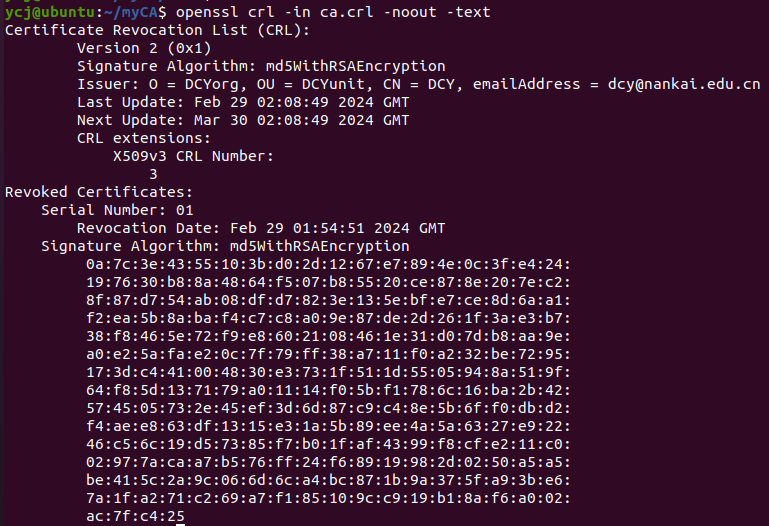 ycj@ubuntu:~/myCA$ openssl crl -in ca.crl -noout -text
Certificate Revocation List (CRL):
        Version 2 (0x1)
        Signature Algorithm: md5WithRSAEncryption
        Issuer: O = DCYorg, OU = DCYunit, CN = DCY, emailAddress = dcy@nankai.edu.cn
        Last Update: Feb 29 02:08:49 2024 GMT
        Next Update: Mar 30 02:08:49 2024 GMT
        CRL extensions:
            X509v3 CRL Number:
                3
Revoked Certificates:
    Serial Number: 01
        Revocation Date: Feb 29 01:54:51 2024 GMT
    Signature Algorithm: md5WithRSAEncryption
         0a:7c:3e:43:55:10:3b:d0:2d:12:67:e7:89:4e:0c:3f:e4:24:
         19:76:30:b8:8a:48:64:f5:07:b8:55:20:ce:87:8e:20:7e:c2:
         8f:87:d7:54:ab:08:df:d7:82:3e:13:5e:bf:e7:ce:8d:6a:a1:
         f2:ea:5b:8a:ba:f4:c7:c8:a0:9e:87:de:2d:26:1f:3a:e3:b7:
         38:f8:46:5e:72:f9:e8:60:21:08:46:1e:31:d0:7d:b8:aa:9e:
         a0:e2:5a:fa:e2:0c:7f:79:ff:38:a7:11:f0:a2:32:be:72:95:
         17:3d:c4:41:00:48:30:e3:73:1f:51:1d:55:05:94:8a:51:9f:
         64:f8:5d:13:71:79:a0:11:14:f0:5b:f1:78:6c:16:ba:2b:42:
         57:45:05:73:2e:45:ef:3d:6d:87:c9:c4:8e:5b:6f:f0:db:d2:
         f4:ae:e8:63:df:13:15:e3:1a:5b:89:ee:4a:5a:63:27:e9:22:
         46:c5:6c:19:d5:73:85:f7:b0:1f:af:43:99:f8:cf:e2:11:c0:
         02:97:7a:ca:a7:b5:76:ff:24:f6:89:19:98:2d:02:50:a5:a5:
         be:41:5c:2a:9c:06:6d:6c:a4:bc:87:1b:9a:37:5f:a9:3b:e6:
         7a:1f:a2:71:c2:69:a7:f1:85:10:9c:c9:19:b1:8a:f6:a0:02:
         ac:7f:c4:25